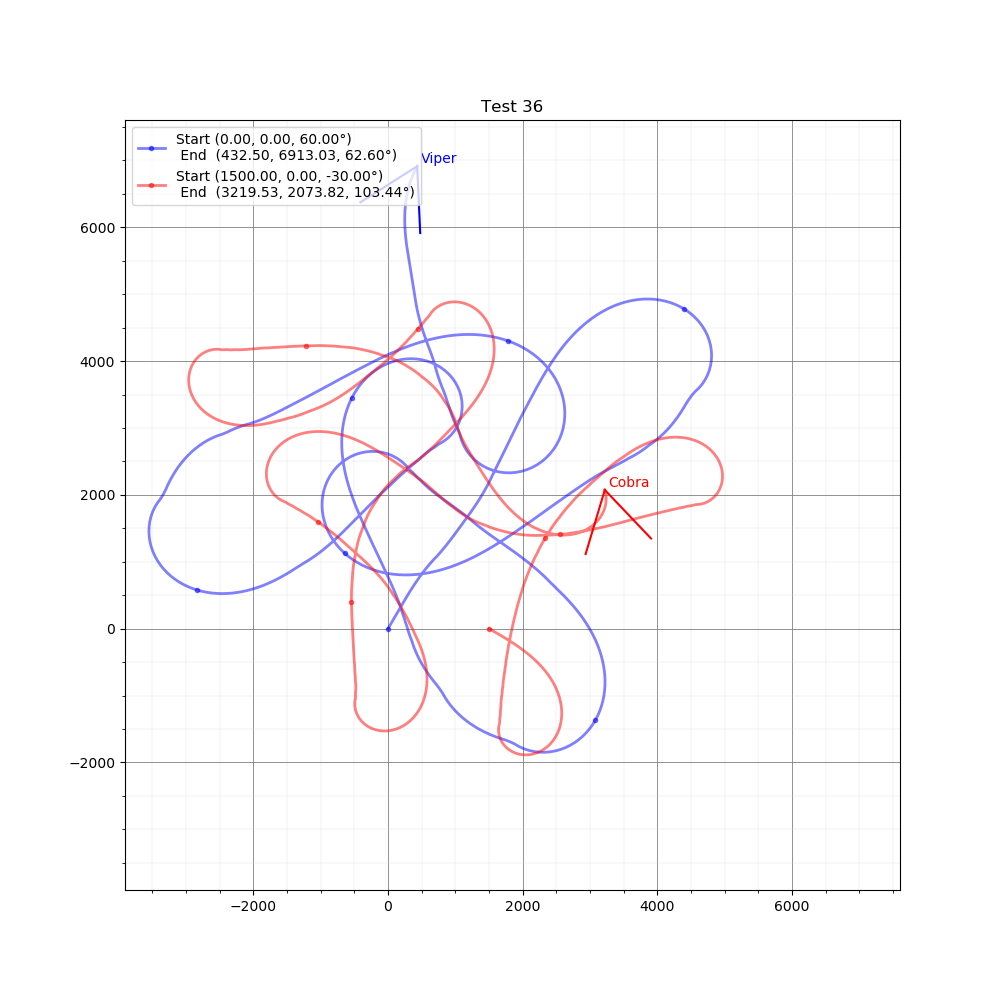 Test 36
Start (0.00, 0.00, 60.00°)
End (432.50, 6913.03, 62.60°)
Start (1500.00, 0.00, -30.00°)
End (3219.53, 2073.82, 103.44°)
Viper
Cobra
6000
4000
2000
0
−2000
−2000 0 2000 4000 6000